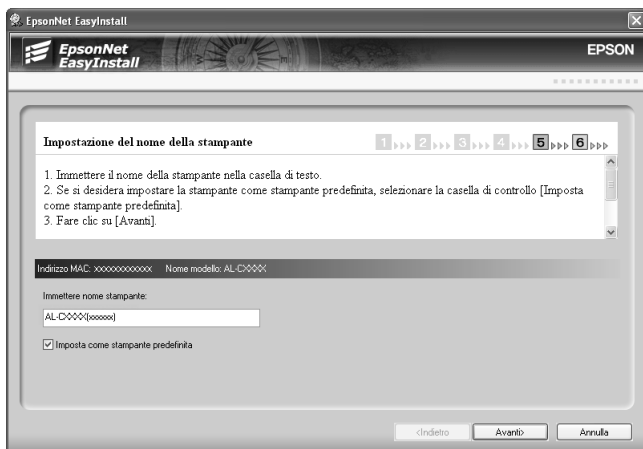 EpsonNet EasyInstall
EpsonNet
EasyInstall
EPSON
Impostazione del nome della stampante
1 2 3 4 5 6
1. Immettere il nome della stampante nella casella di testo.
2. Se si desidera impostare la stampante come stampante predefinita, selezionare la casella di controllo [Imposta
come stampante predefinita].
3. Fare clic su [Avanti].
Indirizzo MAC: xxxxxxxxxxxx Nome modello: AL-CXXXX
Immettere nome stampante:
AL-CXXXX(xxxxxx)
Imposta come stampante predefinita
<Indietro Avanti> Annulla